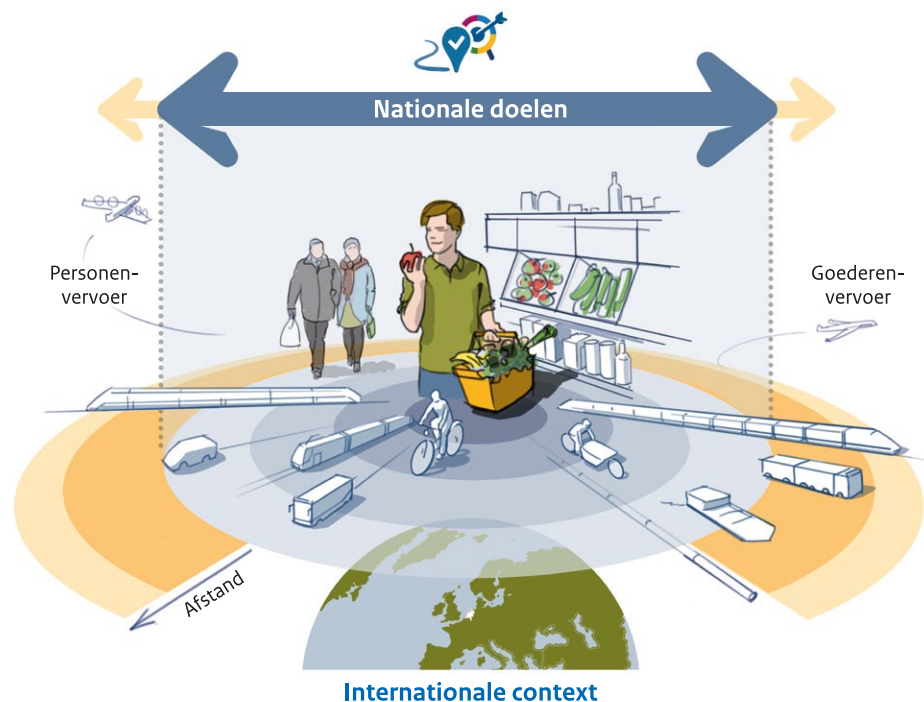 Nationale doelen
Personen-
vervoer
Goederen-
vervoer
Afstand
Internationale context